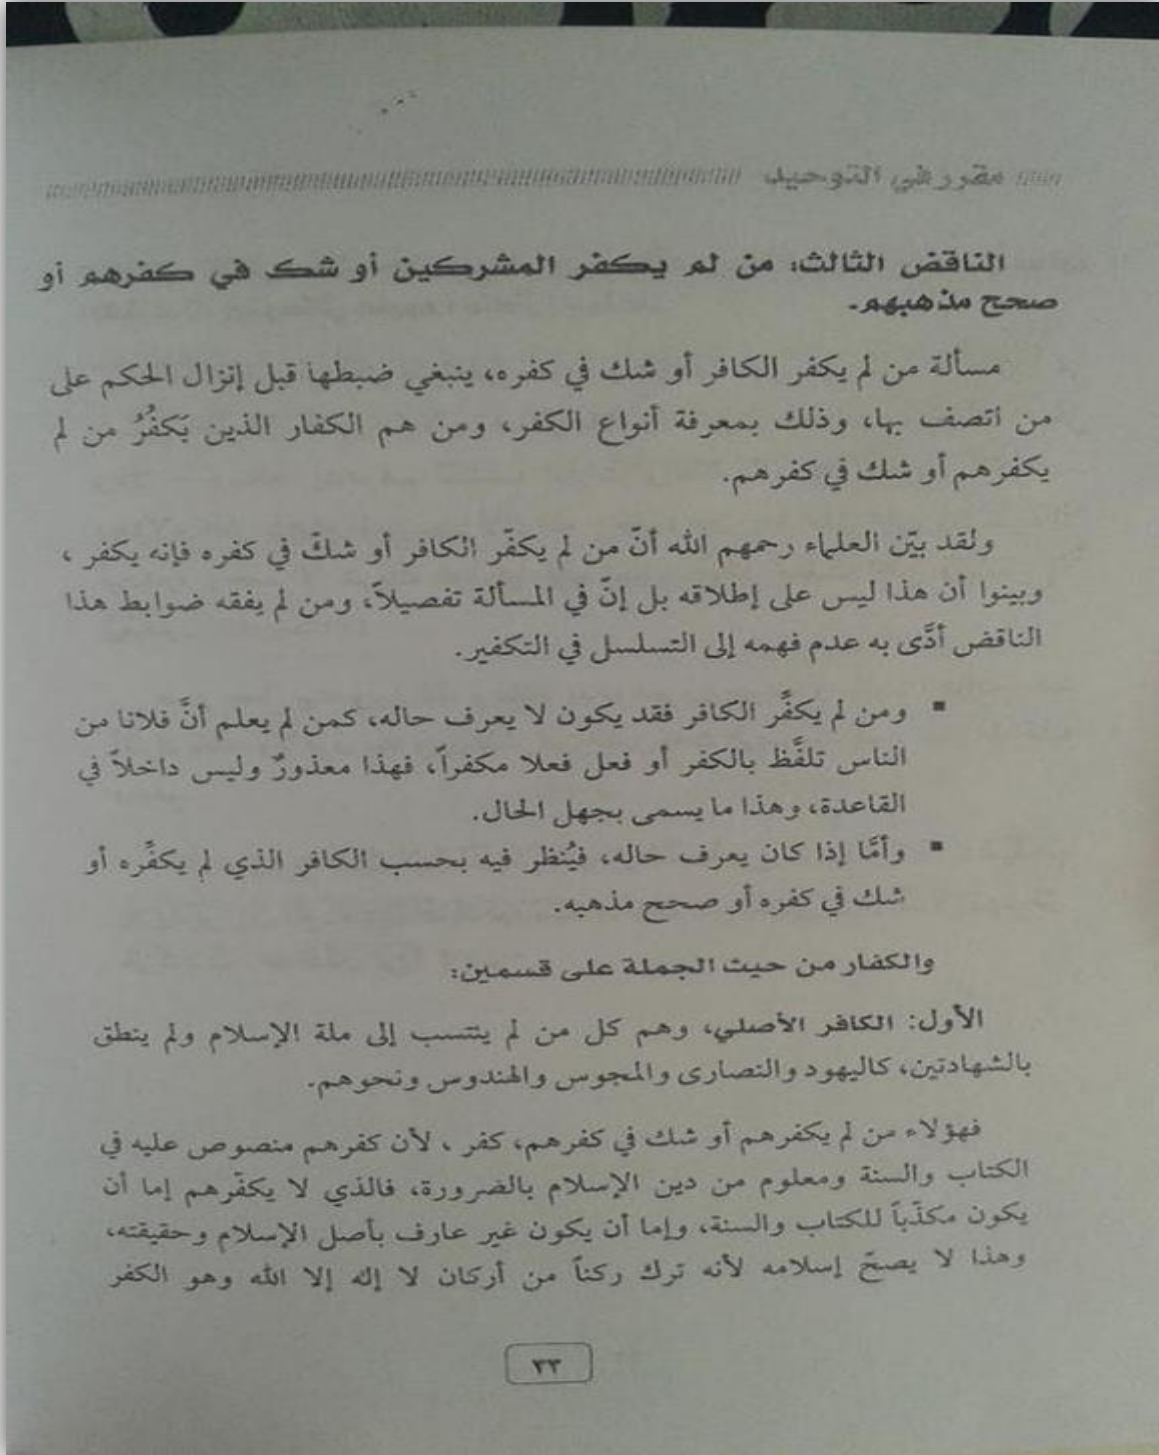 مقرر في التوحيد
الناقض الثالث: من لم يكفر المشركين أو شك في كفرهم أو
صحح مذهبهم.
مسألة من لم يكفر الكافر أو شك في كفره، ينبغي ضبطها قبل إنزال الحكم على
من اتصف بها، وذلك بمعرفة أنواع الكفر، ومن هم الكفار الذين يَكفُرُ من لم
يكفرهم أو شك في كفرهم.
ولقد بيّن العلماء رحمهم الله أنّ من لم يكفّر الكافر أو شكّ في كفره فإنه يكفر ،
وبينوا أن هذا ليس على إطلاقه بل إنّ في المسألة تفصيلاً، ومن لم يفقه ضوابط هذا
الناقض أدَّى به عدم فهمه إلى التسلسل في التكفير.
▪ ومن لم يكفِّر الكافر فقد يكون لا يعرف حاله، كمن لم يعلم أنَّ فلانا من
الناس تلفَّظ بالكفر أو فعل فعلا مكفراً، فهذا معذورٌ وليس داخلاً في
القاعدة، وهذا ما يسمى بجهل الحال.
▪ وأمَّا إذا كان يعرف حاله، فيُنظر فيه بحسب الكافر الذي لم يكفِّره أو
شك في كفره أو صحح مذهبه.
والكفار من حيث الجملة على قسمين:
الأول: الكافر الأصلي، وهم كل من لم ينتسب إلى ملة الإسلام ولم ينطق
بالشهادتين، كاليهود والنصارى والمجوس والهندوس ونحوهم.
فهؤلاء من لم يكفرهم أو شك في كفرهم، كفر ، لأن كفرهم منصوص عليه في
الكتاب والسنة ومعلوم من دين الإسلام بالضرورة، فالذي لا يكفّرهم إما أن
يكون مكذّباً للكتاب والسنة، وإما أن يكون غير عارف بأصل الإسلام وحقيقته،
وهذا لا يصحّ إسلامه لأنه ترك ركناً من أركان لا إله إلا الله وهو الكفر
٣٣